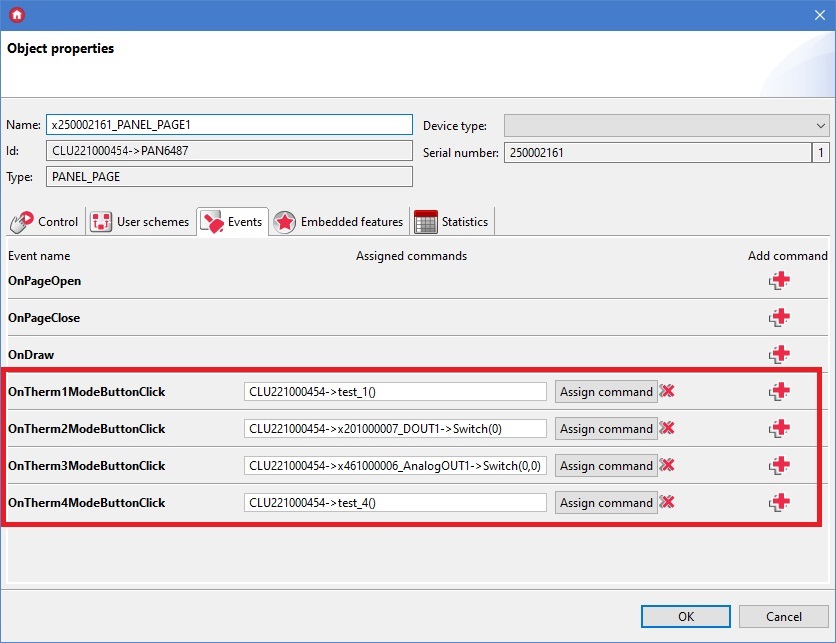 Object properties
Name: x250002161_PANEL_PAGE1 Device type:
Id: CLU221000454->PAN6487 Serial number: 250002161 1
Type: PANEL_PAGE
Control User schemes Events Embedded features Statistics
Event name Assigned commands Add command
OnPageOpen
OnPageClose
OnDraw
OnTherm1ModeButtonClick CLU221000454->test_1() Assign command
OnTherm2ModeButtonClick CLU221000454->x201000007_DOUT1->Switch(0) Assign command
OnTherm3ModeButtonClick CLU221000454->x461000006_AnalogOUT1->Switch(0,0) Assign command
OnTherm4ModeButtonClick CLU221000454->test_4() Assign command
OK Cancel